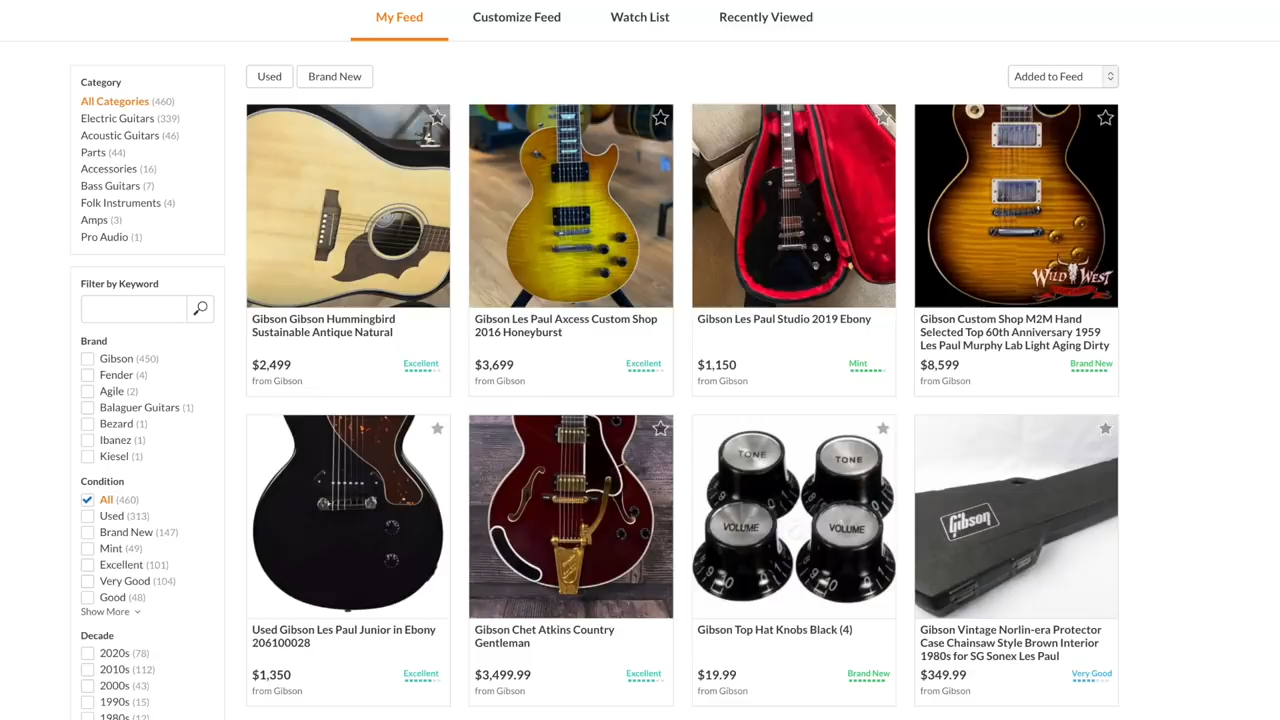 My Feed
Customize Feed
Watch List
Recently Viewed
Category
All Categories (460)
Electric Guitars (339)
Acoustic Guitars (46)
Parts (44)
Accessories (16)
Bass Guitars (7)
Folk Instruments (4)
Amps (3)
Pro Audio (1)
Filter by Keyword
Brand
Gibson (450)
Fender (4)
Agile (2)
Balaguer Guitars (1)
Bezard (1)
Ibanez (1)
Kiesel (1)
Condition
All (460)
Used (313)
Brand New (147)
Mint (49)
Excellent (101)
Very Good (104)
Good (48)
Show More
Decade
2020s (78)
2010s (112)
2000s (43)
1990s (15)
1980s (12)
Used
Brand New
Added to Feed
Gibson Gibson Hummingbird
Sustainable Antique Natural
$2,499
Excellent
from Gibson
Gibson Les Paul Axcess Custom Shop
2016 Honeyburst
$3,699
Excellent
from Gibson
Gibson Les Paul Studio 2019 Ebony
$1,150
Mint
from Gibson
WILD WEST
Gibson Custom Shop M2M Hand
Selected Top 60th Anniversary 1959
Les Paul Murphy Lab Light Aging Dirty
$8,599
Brand New
from Gibson
Used Gibson Les Paul Junior in Ebony
206100028
$1,350
Excellent
from Gibson
Gibson Chet Atkins Country
Gentleman
$3,499.99
Excellent
from Gibson
TONE
TONE
VOLUME
VOLUME
Gibson Top Hat Knobs Black (4)
$19.99
Brand New
from Gibson
Gibson
Gibson Vintage Norlin-era Protector
Case Chainsaw Style Brown Interior
1980s for SG Sonex Les Paul
$349.99
Very Good
from Gibson